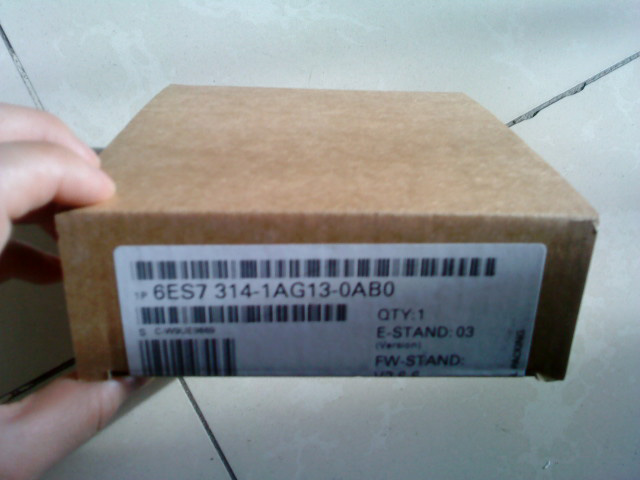 1P 6ES7 314-1AG13-0AB0
QTY:1
S
E-STAND: 03
(Version)
FW-STAND: